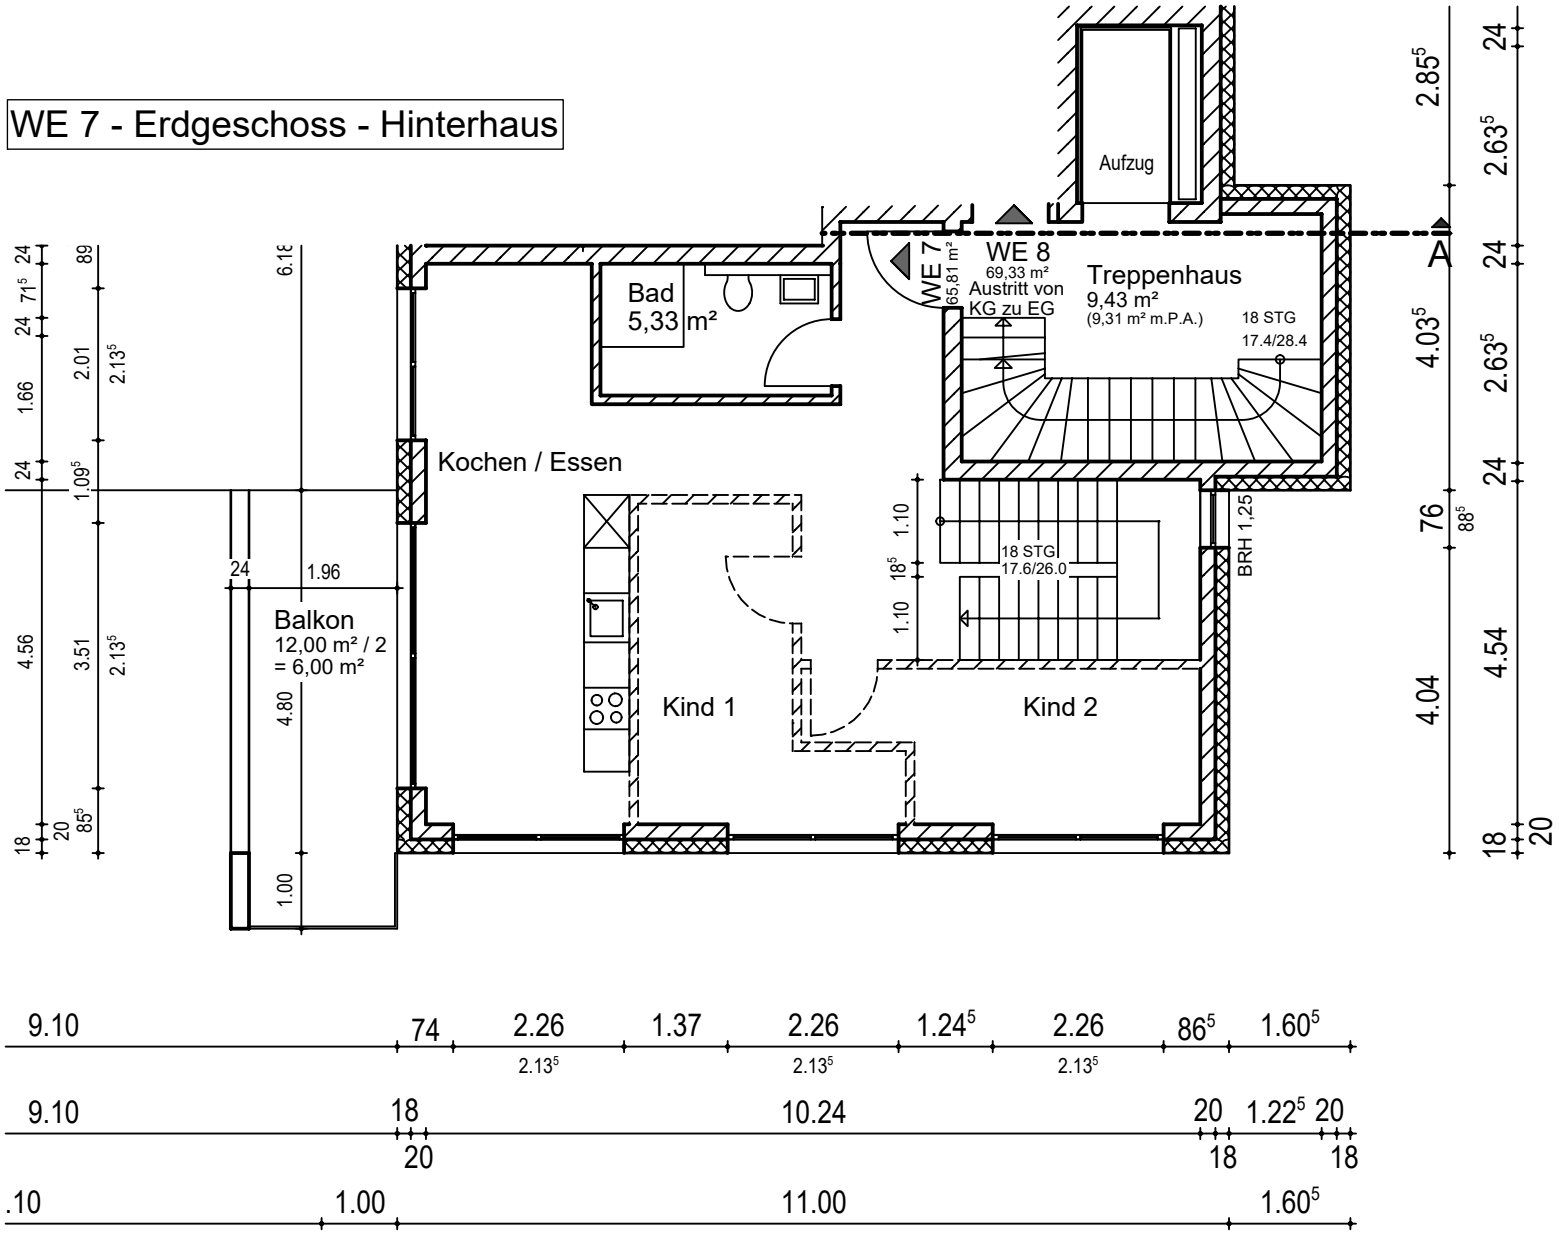 WE 7 - Erdgeschoss - Hinterhaus
Aufzug
WE 7
65,81 m²
WE 8
69,33 m²
Austritt von
KG zu EG
Treppenhaus
9,43 m²
(9,31 m² m.P.A.)
18 STG
17.4/28.4
A
Bad
5,33 m²
Kochen / Essen
18 STG
17.6/26.0
BRH 1,25
Kind 1
Kind 2
Balkon
12,00 m² / 2
= 6,00 m²
24
1.96
6.18
4.80
1.00
1.10
18⁵
1.10
24
71⁵
24
1.66
24
4.56
20
18
89
2.01
2.13⁵
1.09⁵
3.51
2.13⁵
85⁵
2.85⁵
4.03⁵
76
88⁵
4.04
24
2.63⁵
24
2.63⁵
24
4.54
18
20
9.10
74
2.26
1.37
2.26
1.24⁵
2.26
86⁵
1.60⁵
2.13⁵
2.13⁵
2.13⁵
9.10
18
10.24
20
1.22⁵
20
20
18
18
.10
1.00
11.00
1.60⁵